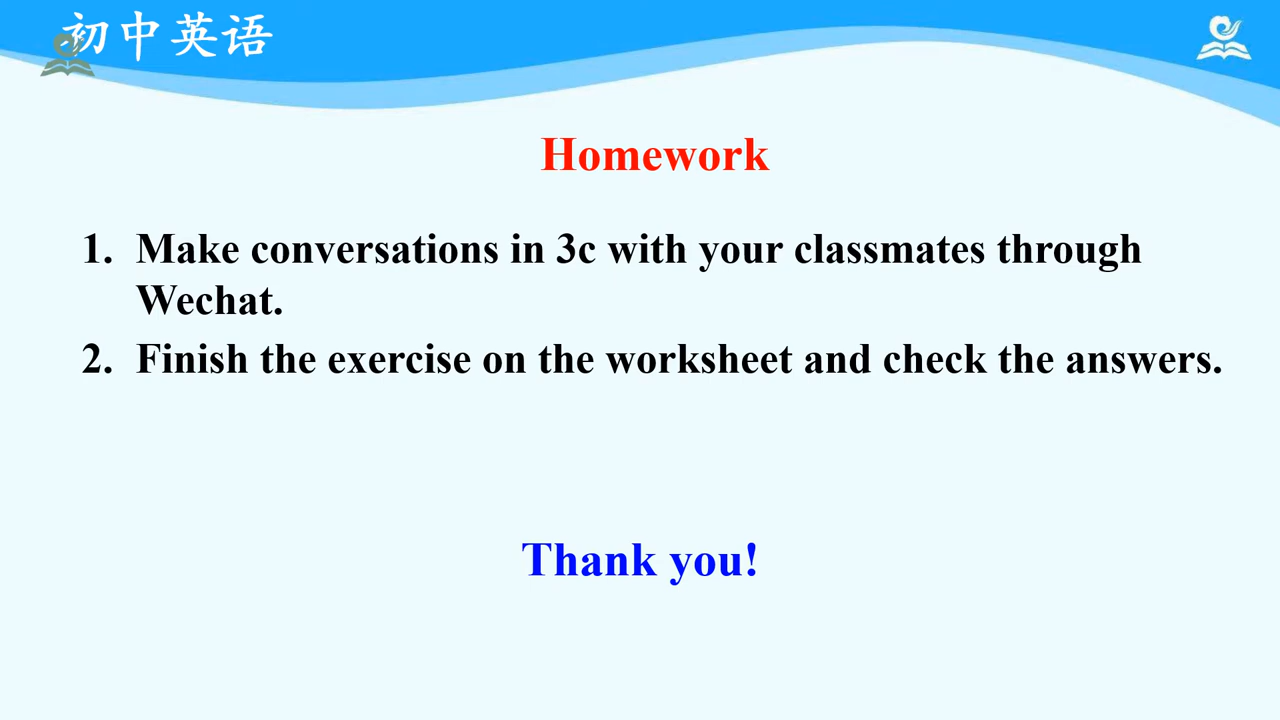 初中英语
Homework
1. Make conversations in 3c with your classmates through
Wechat.
2. Finish the exercise on the worksheet and check the answers.
Thank you!